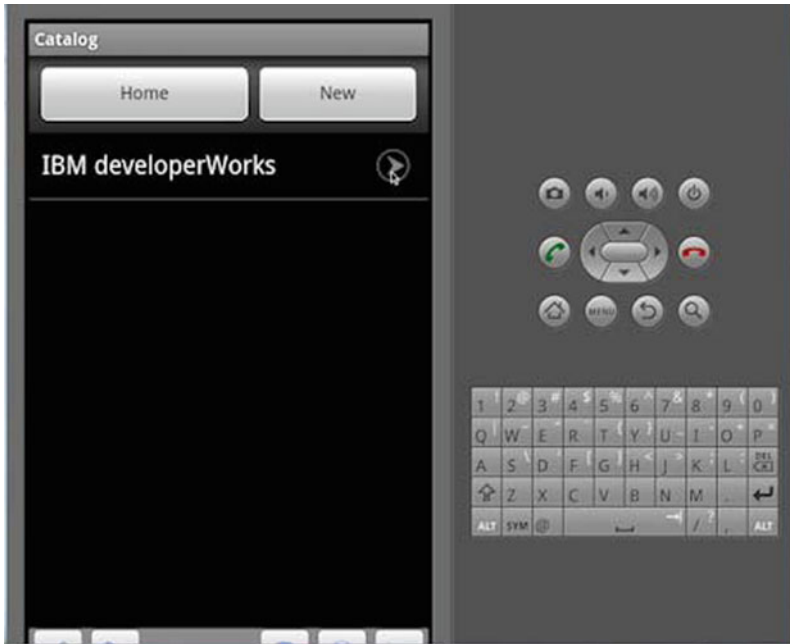 Catalog
Home New
IBM developerWorks
MENU
1 ! 2 @ 3 # 4 $ 5 % 6 ^ 7 & 8 * 9 ( 0 )
Q | W ~ E " R ` T { Y } U _ I - O + P =
A S \ D ' F [ G ] H < J > K ; L : DEL
Z X C V B N M .
ALT SYM @ / ? , ALT